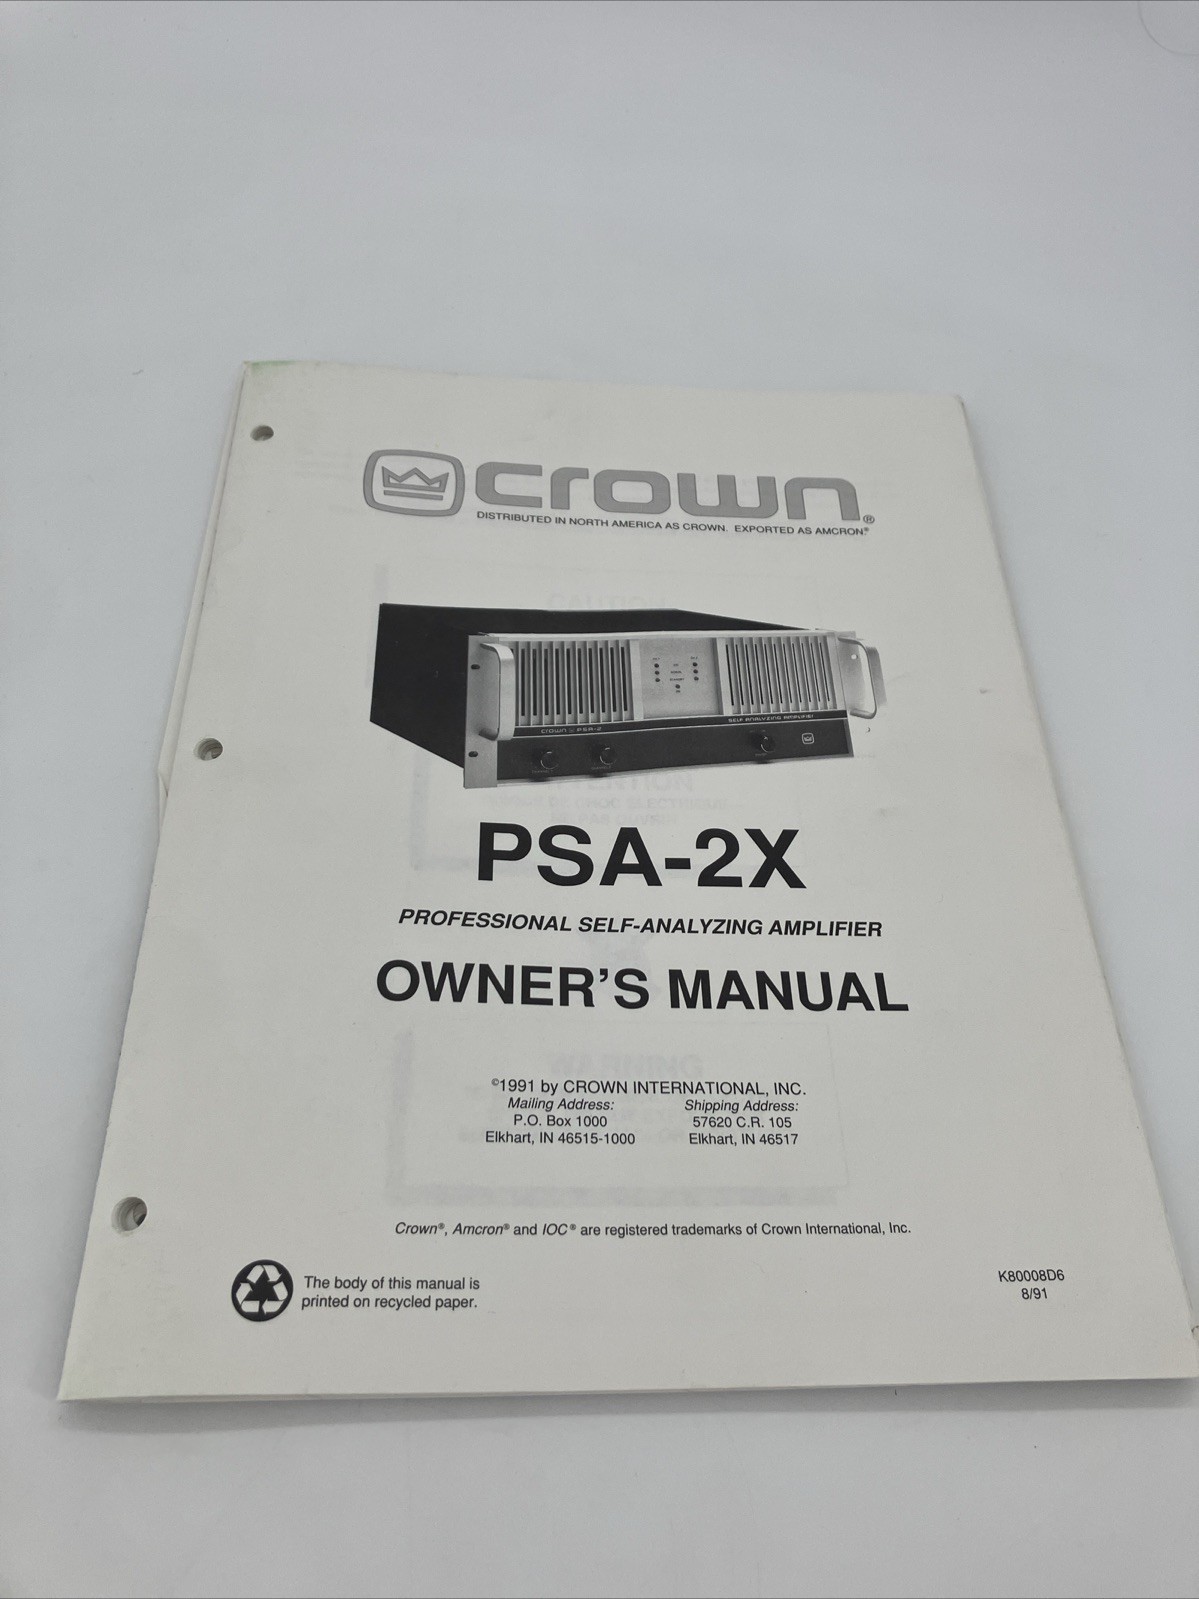 crown®
DISTRIBUTED IN NORTH AMERICA AS CROWN. EXPORTED AS AMCRON.®
crown PSA-2
SELF ANALYZING AMPLIFIER
PSA-2X
PROFESSIONAL SELF-ANALYZING AMPLIFIER
OWNER'S MANUAL
©1991 by CROWN INTERNATIONAL, INC.
Mailing Address:
P.O. Box 1000
Elkhart, IN 46515-1000
Shipping Address:
57620 C.R. 105
Elkhart, IN 46517
Crown®, Amcron® and IOC® are registered trademarks of Crown International, Inc.
The body of this manual is
printed on recycled paper.
K80008D6
8/91